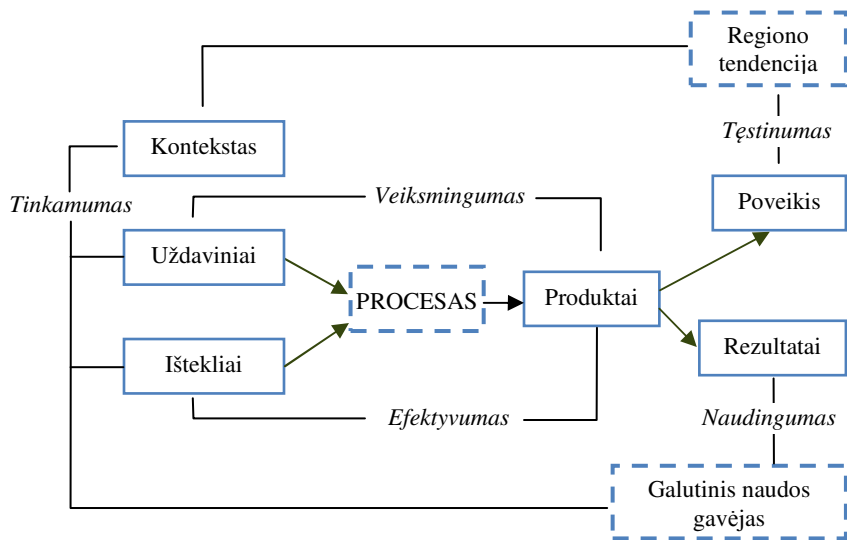 Regiono
tendencija
Kontekstas
Tęstinumas
Tinkamumas
Veiksmingumas
Poveikis
Uždaviniai
PROCESAS
Produktai
Ištekliai
Rezultatai
Efektyvumas
Naudingumas
Galutinis naudos
gavėjas